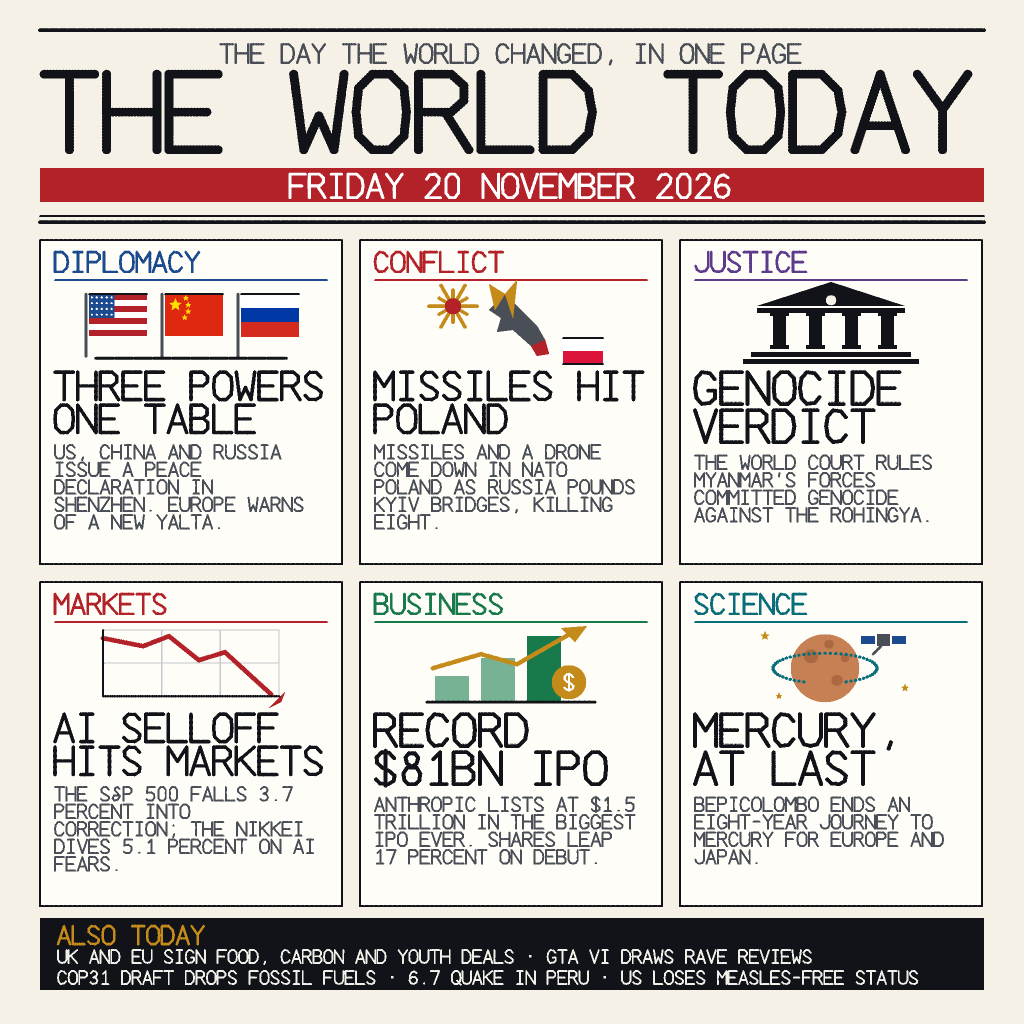 THE DAY THE WORLD CHANGED, IN ONE PAGE
THE WORLD TODAY
FRIDAY 20 NOVEMBER 2026
DIPLOMACY
THREE POWERS
ONE TABLE
US, CHINA AND RUSSIA
ISSUE A PEACE
DECLARATION IN
SHENZHEN. EUROPE WARNS
OF A NEW YALTA.
CONFLICT
MISSILES HIT
POLAND
MISSILES AND A DRONE
COME DOWN IN NATO
POLAND AS RUSSIA POUNDS
KYIV BRIDGES, KILLING
EIGHT.
JUSTICE
GENOCIDE
VERDICT
THE WORLD COURT RULES
MYANMAR'S FORCES
COMMITTED GENOCIDE
AGAINST THE ROHINGYA.
MARKETS
AI SELLOFF
HITS MARKETS
THE S&P 500 FALLS 3.7
PERCENT INTO
CORRECTION; THE NIKKEI
DIVES 5.1 PERCENT ON AI
FEARS.
BUSINESS
$
RECORD
$81BN IPO
ANTHROPIC LISTS AT $1.5
TRILLION IN THE BIGGEST
IPO EVER. SHARES LEAP
17 PERCENT ON DEBUT.
SCIENCE
MERCURY,
AT LAST
BEPICOLOMBO ENDS AN
EIGHT-YEAR JOURNEY TO
MERCURY FOR EUROPE AND
JAPAN.
ALSO TODAY
UK AND EU SIGN FOOD, CARBON AND YOUTH DEALS · GTA VI DRAWS RAVE REVIEWS
COP31 DRAFT DROPS FOSSIL FUELS · 6.7 QUAKE IN PERU · US LOSES MEASLES-FREE STATUS